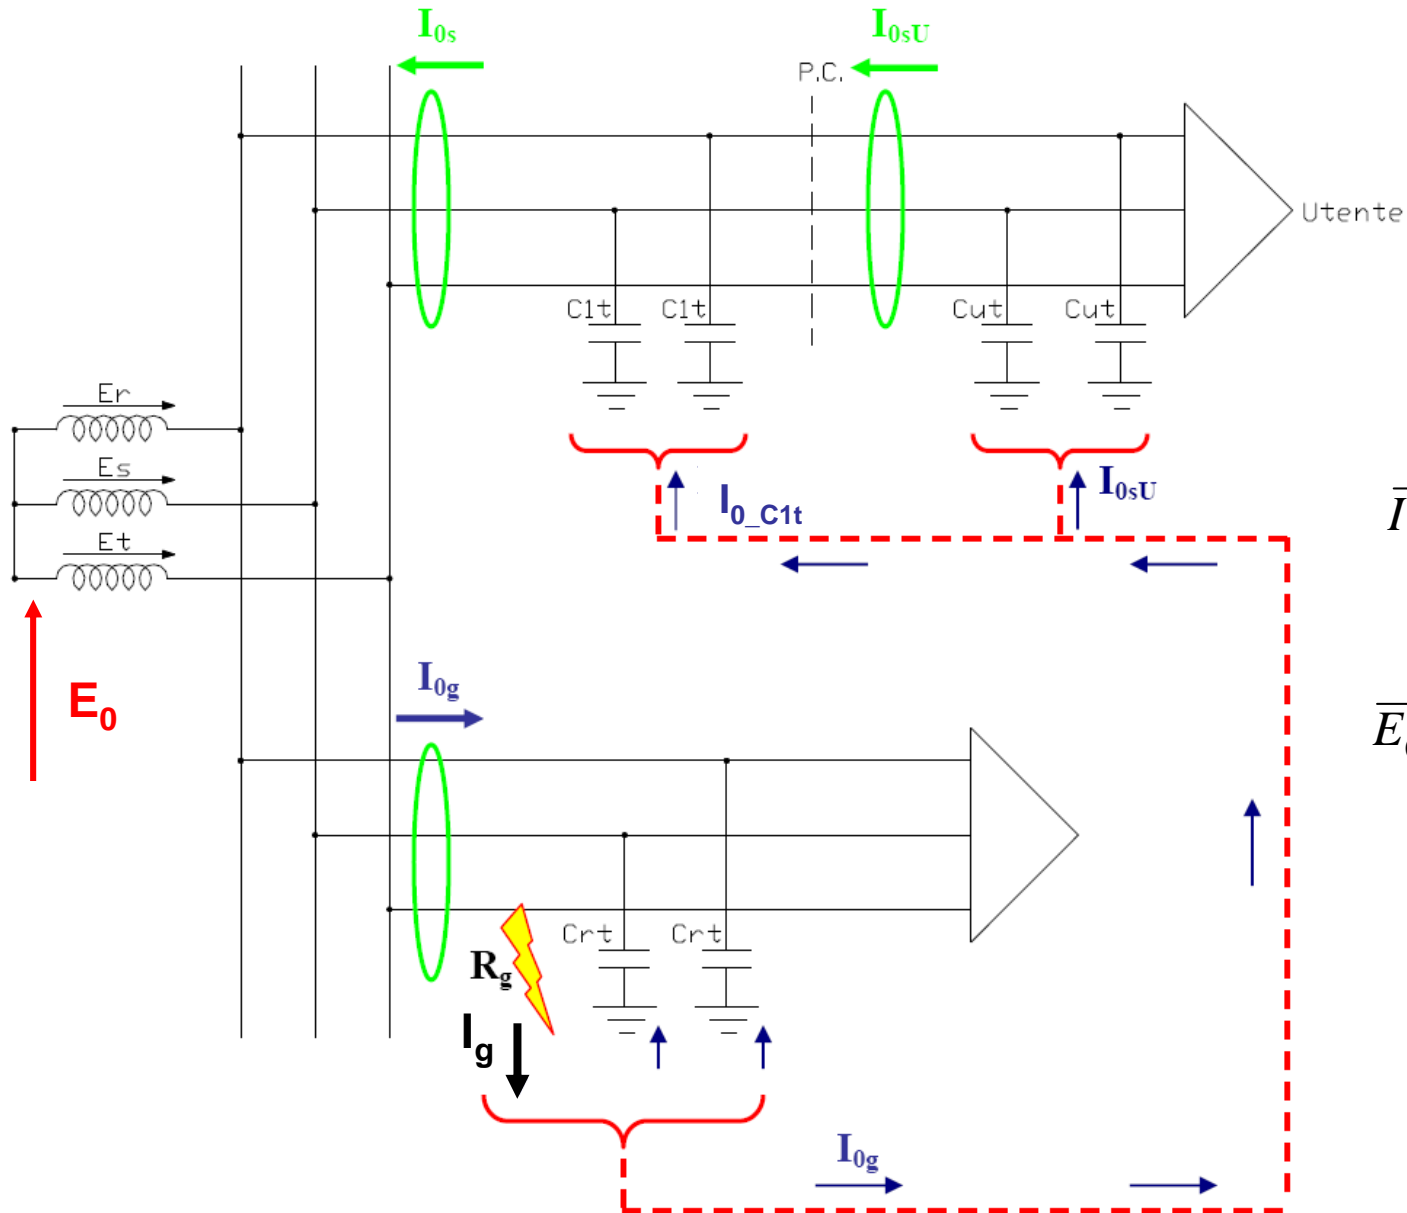 I0s
I0sU
P.C.
Utente
C1t
C1t
Cut
Cut
Er
Es
Et
I0_C1t
I0sU
I
E0
I0g
E
Crt
Crt
Rg
Ig
I0g